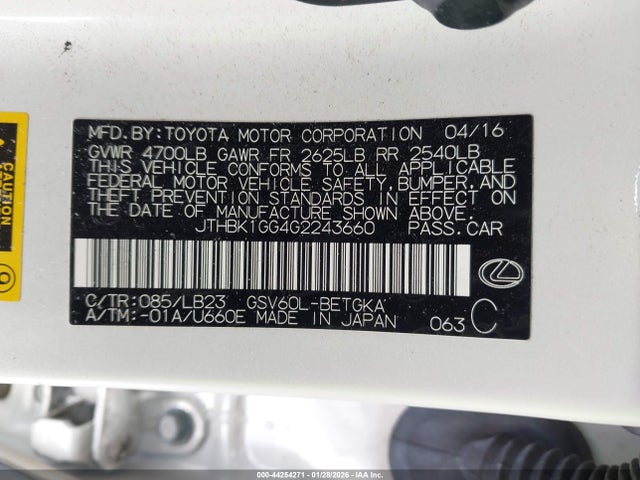 MFD.BY:TOYOTA MOTOR CORPORATION 04/16
GVWR 4700LB GAWR FR 2625LB RR 2540LB
THIS VEHICLE CONFORMS TO ALL APPLICABLE
FEDERAL MOTOR VEHICLE SAFETY,BUMPER,AND
THEFT PREVENTION STANDARDS IN EFFECT ON
THE DATE OF MANUFACTURE SHOWN ABOVE.
JTHBK1GG4G2243660 PASS.CAR
C/TR:085/LB23 GSV60L-BETGKA
A/TM:-01A/U660E MADE IN JAPAN 063 C
CAUTION
000-44254271 - 01/28/2026 - IAA Inc.